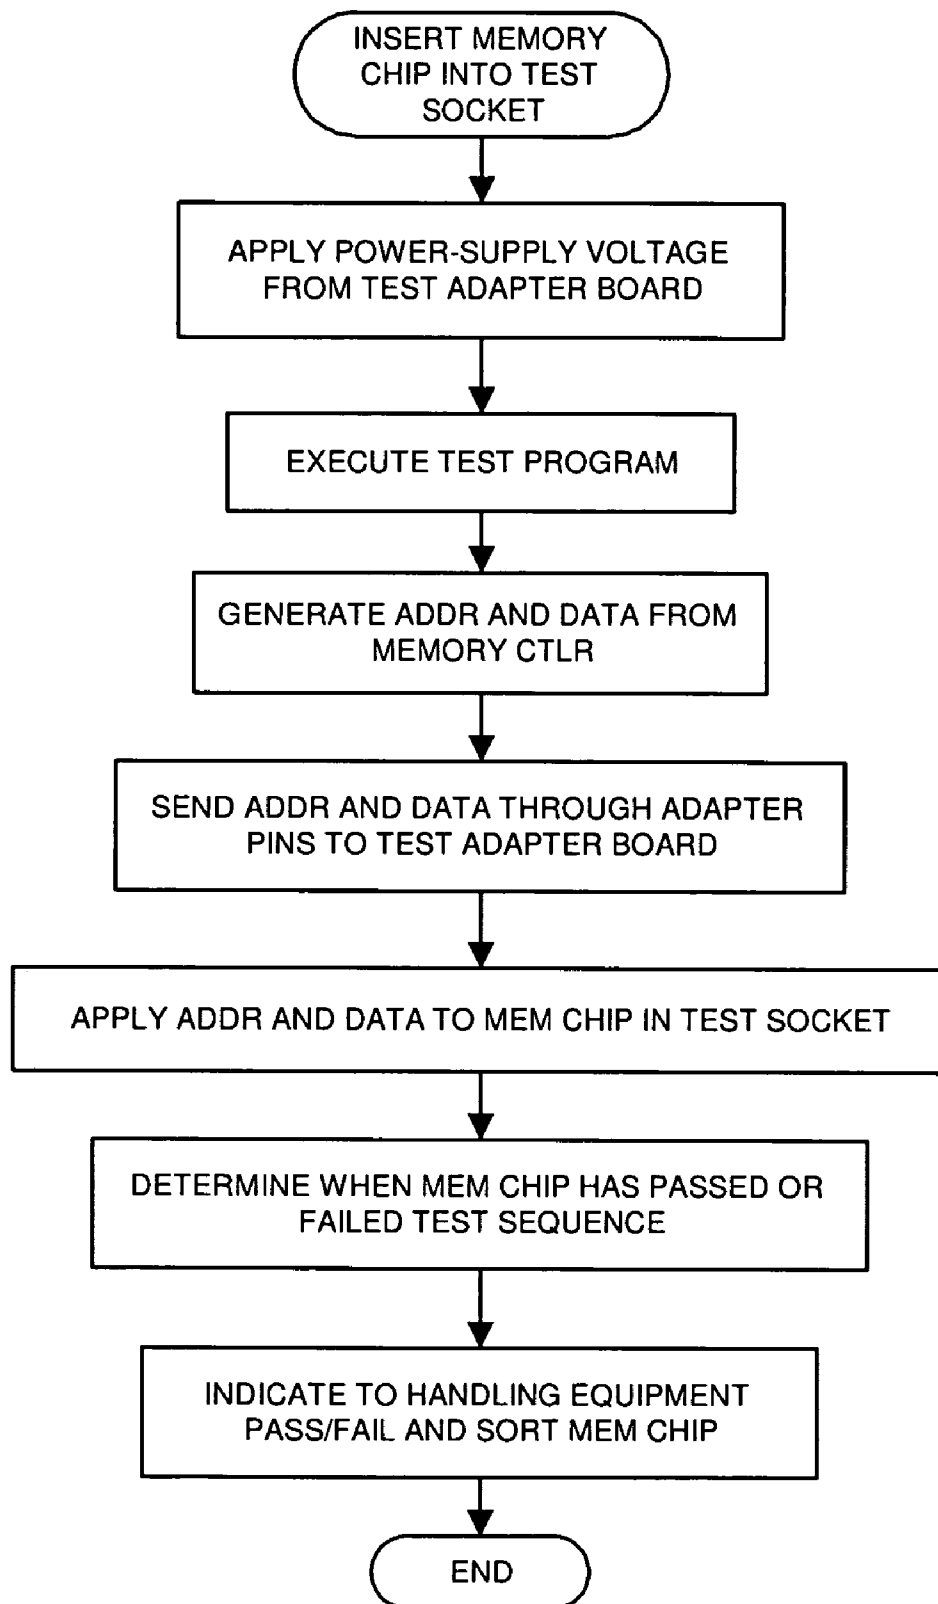 INSERT MEMORY
CHIP INTO TEST
SOCKET
APPLY POWER-SUPPLY VOLTAGE
FROM TEST ADAPTER BOARD
EXECUTE TEST PROGRAM
GENERATE ADDR AND DATA FROM
MEMORY CTLR
SEND ADDR AND DATA THROUGH ADAPTER
PINS TO TEST ADAPTER BOARD
APPLY ADDR AND DATA TO MEM CHIP IN TEST SOCKET
DETERMINE WHEN MEM CHIP HAS PASSED OR
FAILED TEST SEQUENCE
INDICATE TO HANDLING EQUIPMENT
PASS/FAIL AND SORT MEM CHIP
END